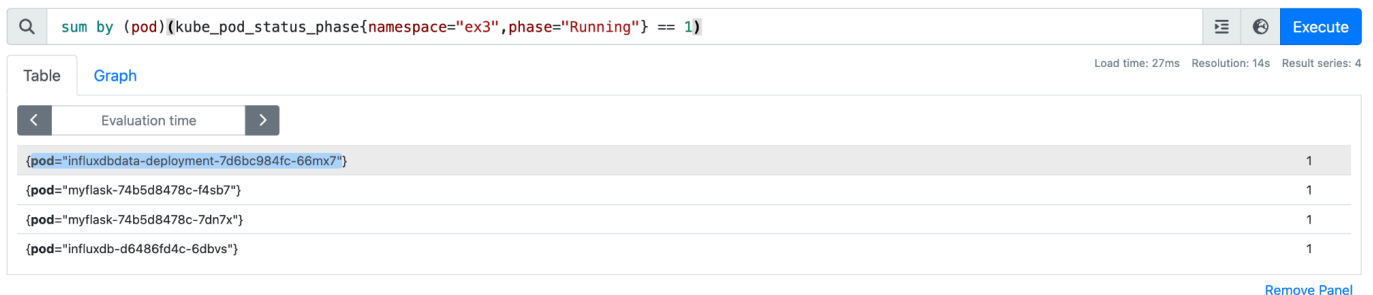 sum by (pod)(kube_pod_status_phase{namespace="ex3",phase="Running"} == 1)
Execute
Load time: 27ms Resolution: 14s Result series: 4
Table Graph
Evaluation time
{pod="influxdbdata-deployment-7d6bc984fc-66mx7"} 1
{pod="myflask-74b5d8478c-f4sb7"} 1
{pod="myflask-74b5d8478c-7dn7x"} 1
{pod="influxdb-d6486fd4c-6dbvs"} 1
Remove Panel